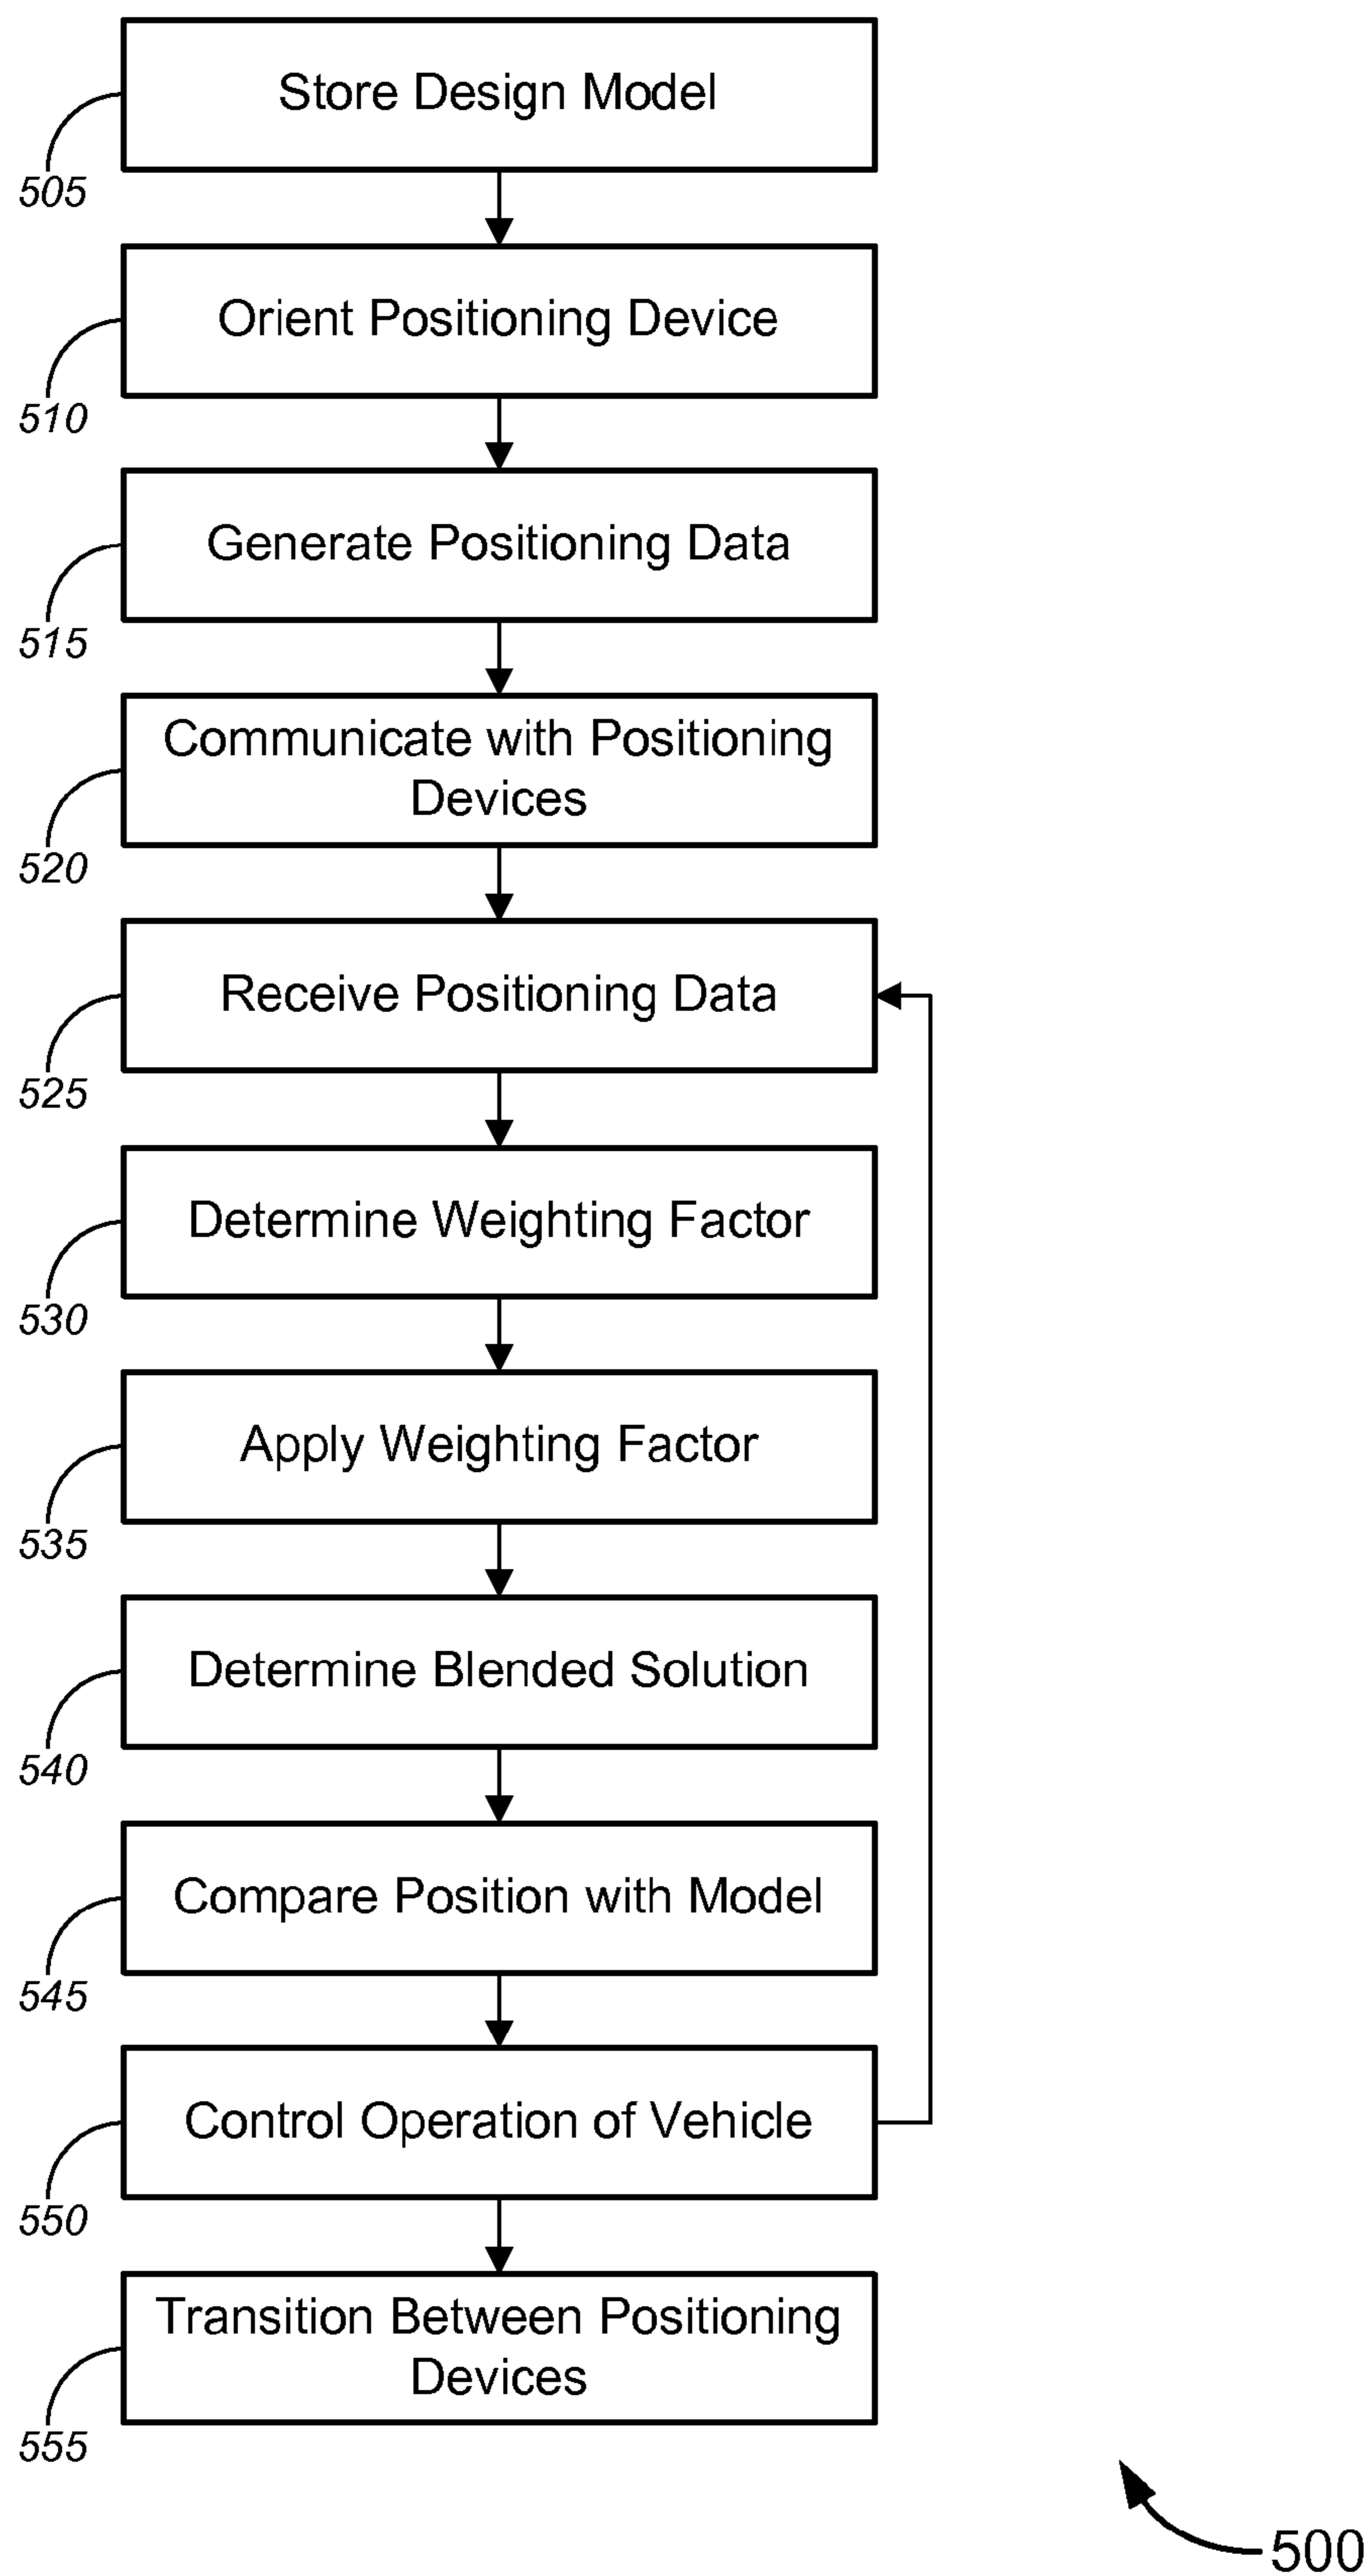 Store Design Model
505
Orient Positioning Device
510
Generate Positioning Data
515
Communicate with Positioning
Devices
520
Receive Positioning Data
525
Determine Weighting Factor
530
Apply Weighting Factor
535
Determine Blended Solution
540
Compare Position with Model
545
Control Operation of Vehicle
550
Transition Between Positioning
Devices
555
500